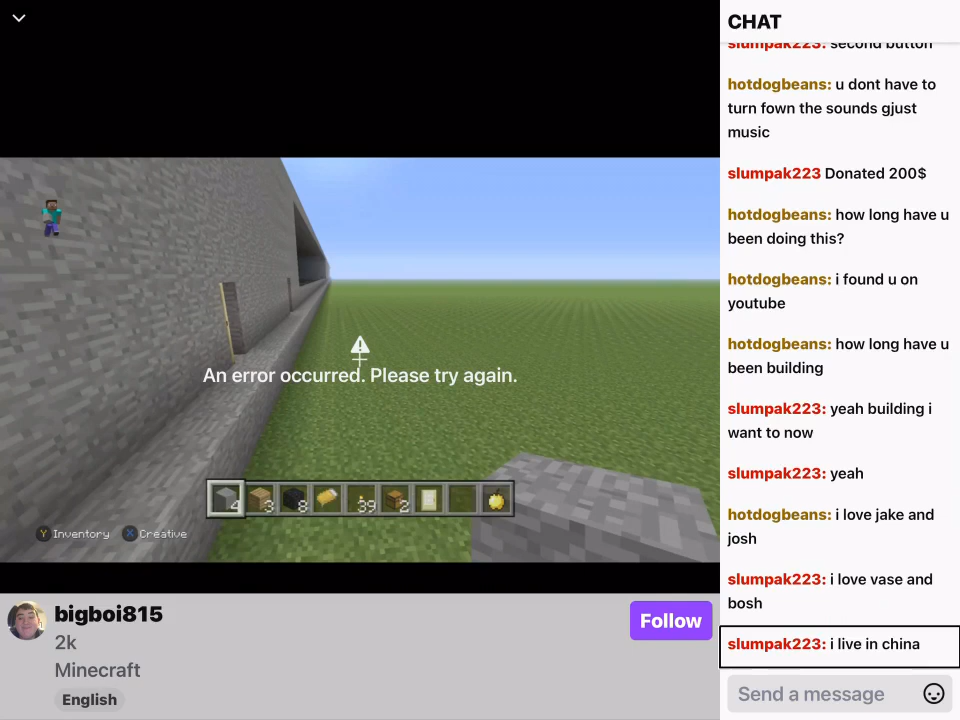 CHAT
slumpak223: second button
hotdogbeans: u dont have to
turn fown the sounds gjust
music
slumpak223 Donated 200$
hotdogbeans: how long have u
been doing this?
hotdogbeans: i found u on
youtube
hotdogbeans: how long have u
been building
slumpak223: yeah building i
want to now
slumpak223: yeah
hotdogbeans: i love jake and
josh
slumpak223: i love vase and
bosh
slumpak223: i live in china
Send a message
An error occurred. Please try again.
4 3 8 39 2
Y Inventory X Creative
bigboi815
Follow
2k
Minecraft
English